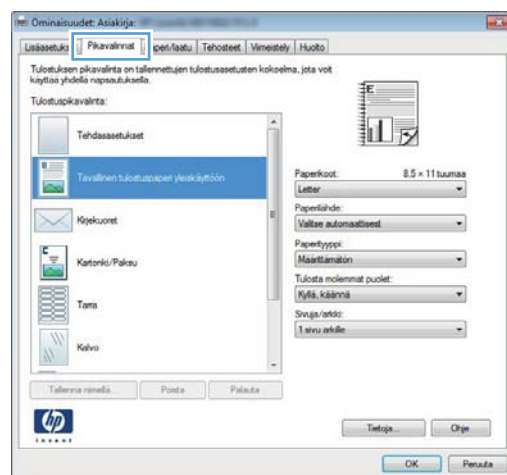 Ominaisuudet: Asiakirja:
Lisäasetuks Pikavalinnat peri/laatu Tehosteet Viimeistely Huolto
Tulostuksen pikavalinta on tallennettujen tulostusasetusten kokoelma, jota voit
käyttää yhdellä napsautuksella.
Tulostuspikavalinta:
Tehdasasetukset
Tavallinen tulostuspaperi yleiskäyttöön
Kirjekuoret
Kartonki/Paksu
Tarra
Kalvo
Tallenna nimellä... Poista Palauta
E
Paperikoot: 8.5 × 11 tuumaa
Letter
Paperilähde:
Valitse automaattisest
Paperityyppi:
Määrittämätön
Tulosta molemmat puolet:
Kyllä, käännä
Sivuja/arkki:
1 sivu arkille
hp
invent
Tietoja... Ohje
OK Peruuta